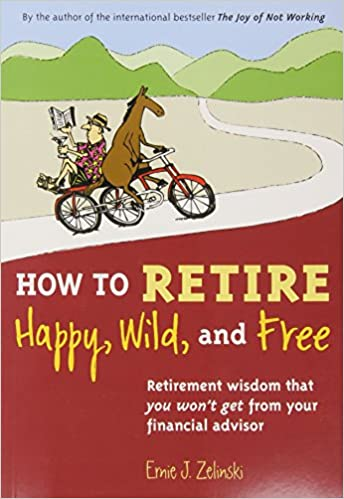 By the author of the international bestseller The Joy of Not Working
HOW TO RETIRE
Happy, Wild, and Free
Retirement wisdom that
you won't get from your
financial advisor
Ernie J. Zelinski